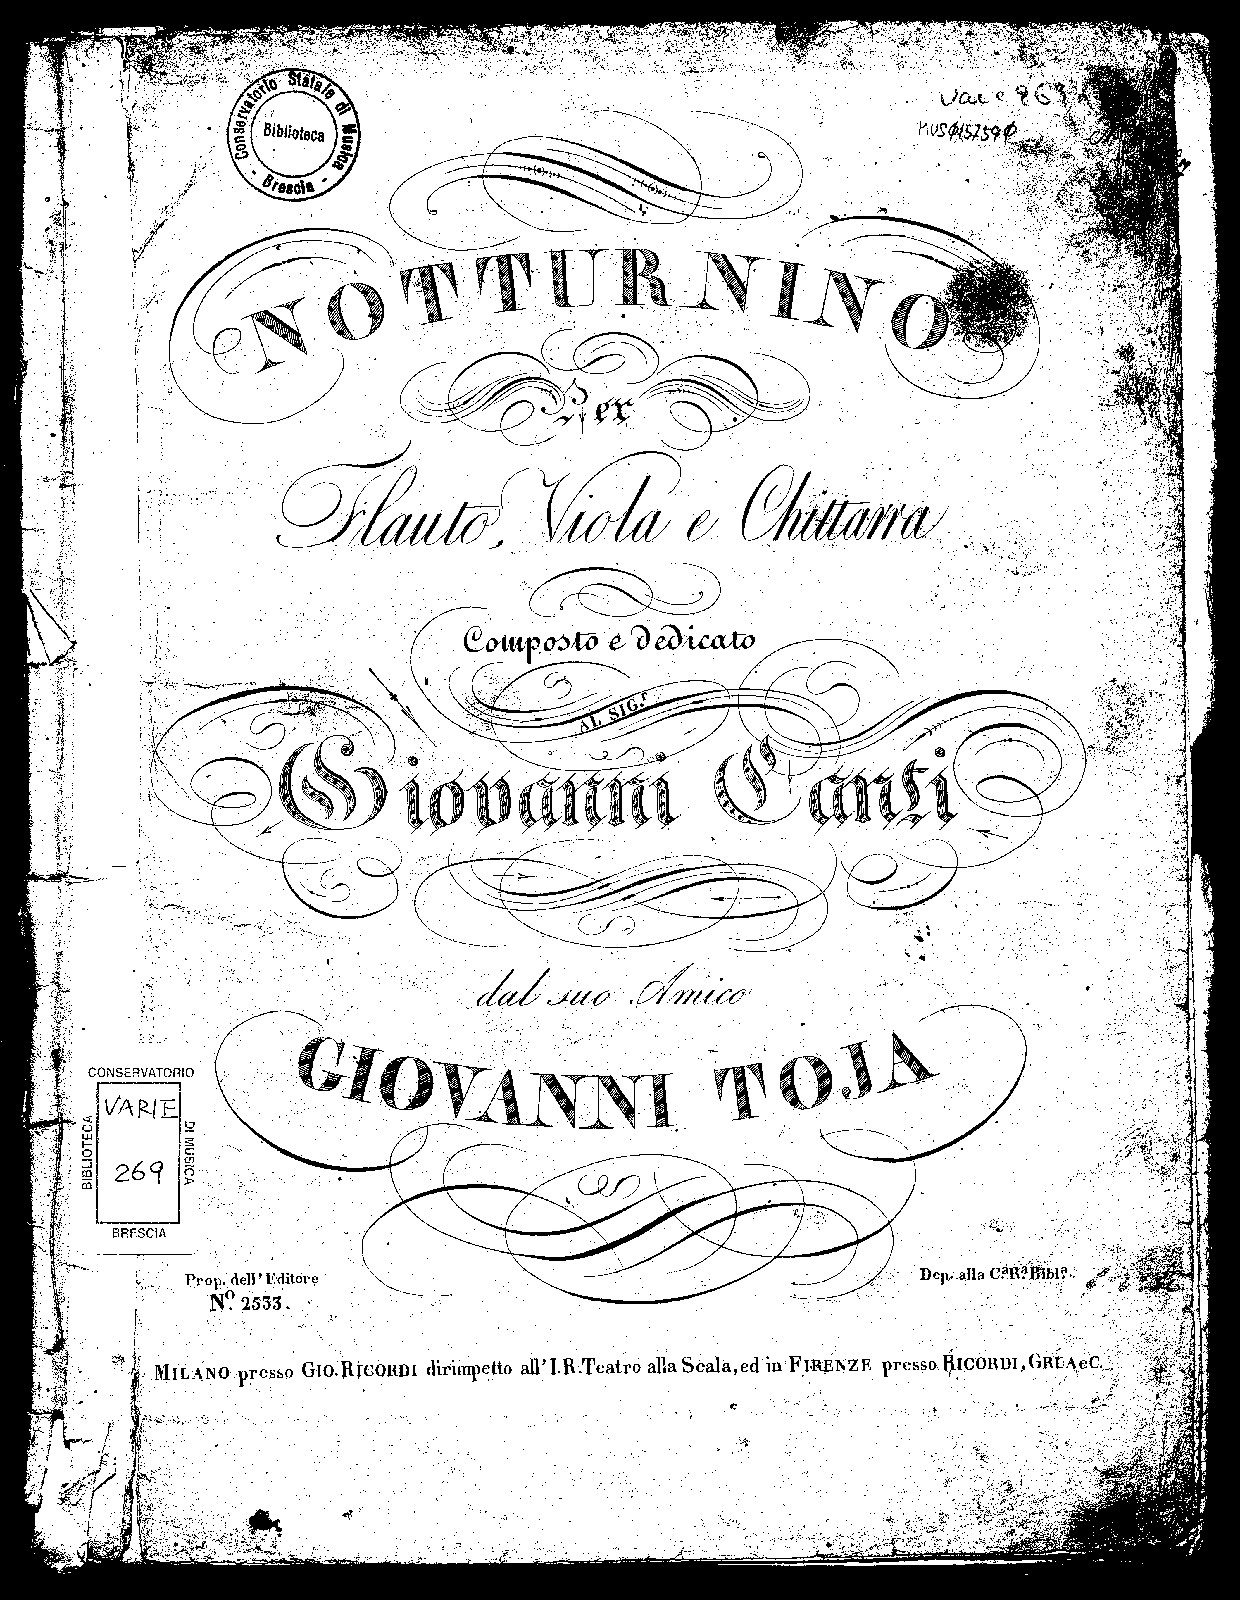 Conservatorio Statale di Musica
Biblioteca
- Brescia -
NOTTURNINO
Per
Flauto, Viola e Chittarra
Composto e dedicato
AL SIG.r
Giovanni Canti
dal suo Amico
GIOVANNI TOJA
CONSERVATORIO
BIBLIOTECA
VARIE
269
DI MUSICA
BRESCIA
Prop. dell' Editore
No. 2533.
Dep. alla C.a R.a Bibl.a
MILANO presso GIO. RICORDI dirimpetto all' I.R. Teatro alla Scala, ed in FIRENZE presso RICORDI, GRUA e C.